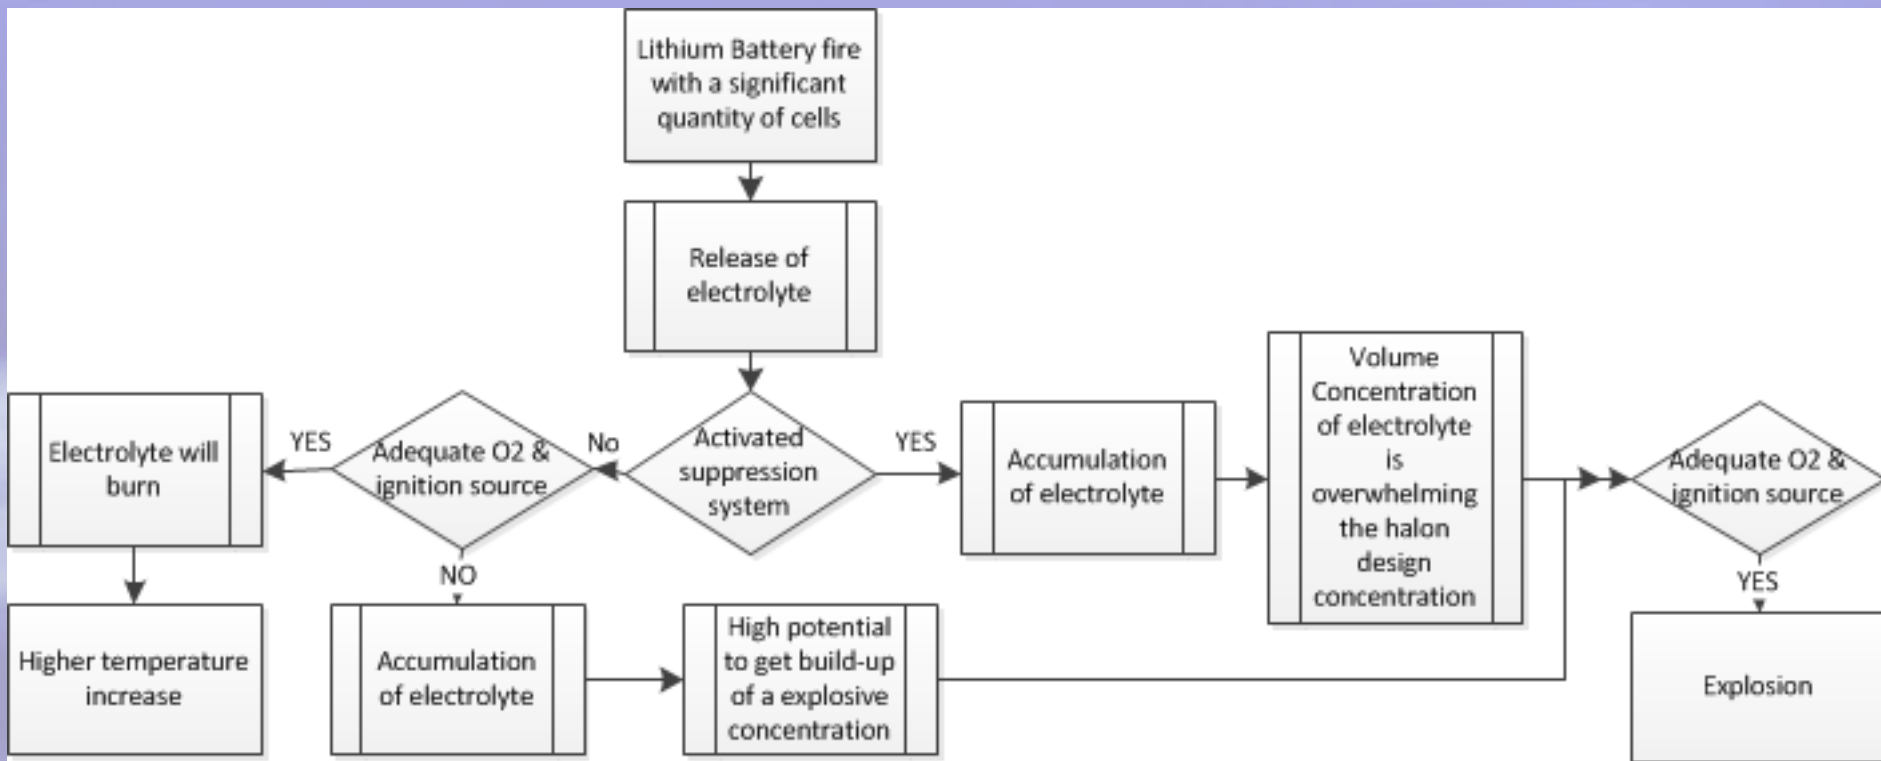 Lithium Battery fire
with a significant
quantity of cells
Release of
electrolyte
Activated
suppression
system
No
YES
Adequate O2 &
ignition source
YES
NO
Electrolyte will
burn
Higher temperature
increase
Accumulation
of electrolyte
High potential
to get build-up
of a explosive
concentration
Accumulation
of electrolyte
Volume
Concentration
of electrolyte
is
overwhelming
the halon
design
concentration
Adequate O2 &
ignition source
YES
Explosion